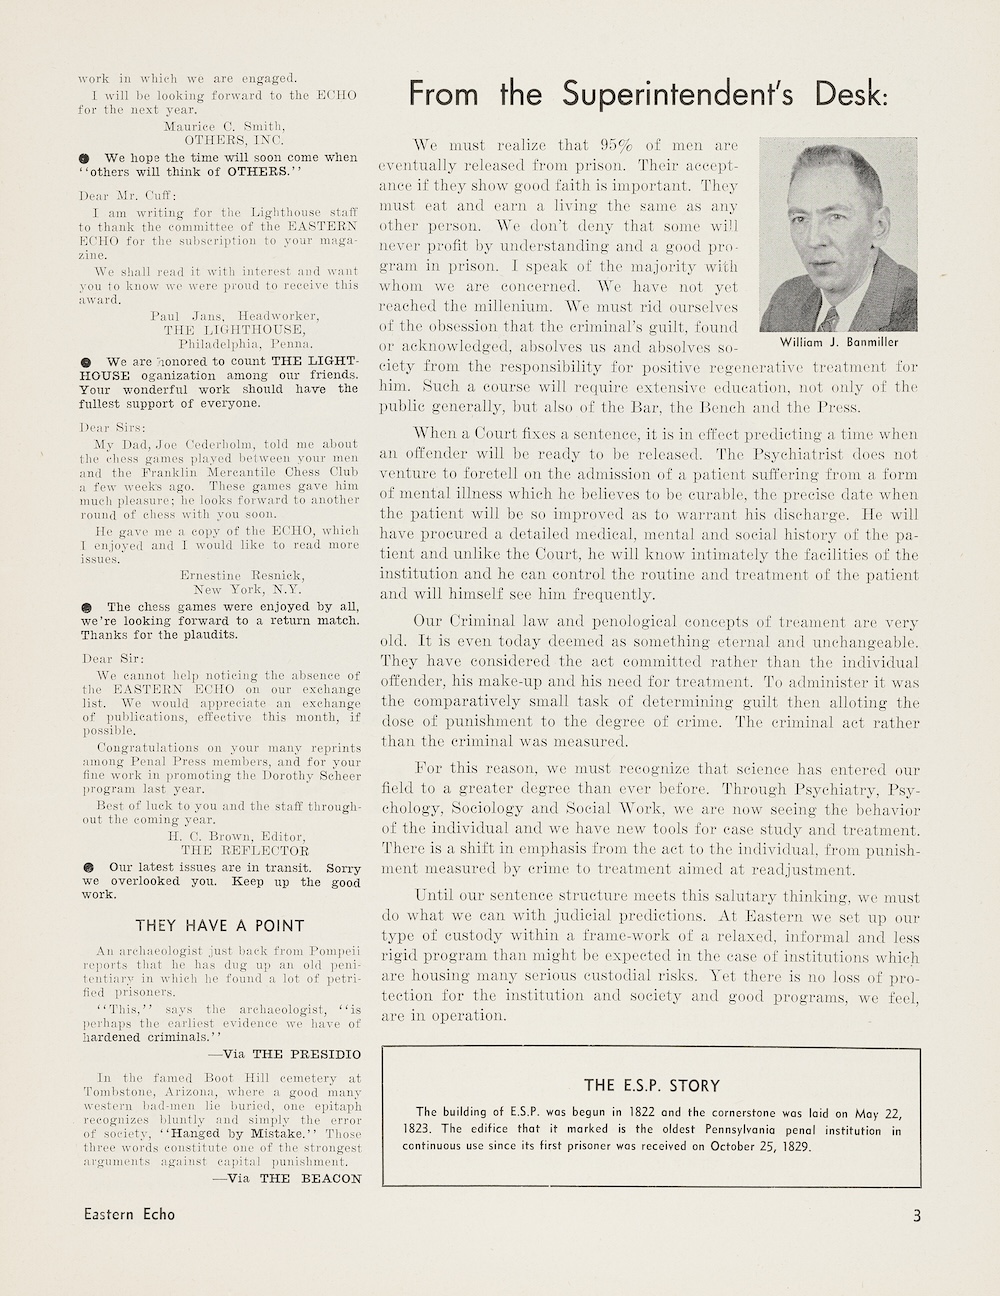 work in which we are engaged.
I will be looking forward to the ECHO
for the next year.
Maurice C. Smith,
OTHERS, INC.
● We hope the time will soon come when
‘‘others will think of OTHERS.’’
Dear Mr. Cuff:
I am writing for the Lighthouse staff
to thank the committee of the EASTERN
ECHO for the subscription to your maga-
zine.
We shall read it with interest and want
you to know we were proud to receive this
award.
Paul Jans, Headworker,
THE LIGHTHOUSE,
Philadelphia, Penna.
● We are honored to count THE LIGHT-
HOUSE oganization among our friends.
Your wonderful work should have the
fullest support of everyone.
Dear Sirs:
My Dad, Joe Cederholm, told me about
the chess games played between your men
and the Franklin Mercantile Chess Club
a few weeks ago. These games gave him
much pleasure; he looks forward to another
round of chess with you soon.
He gave me a copy of the ECHO, which
I enjoyed and I would like to read more
issues.
Ernestine Resnick,
New York, N.Y.
● The chess games were enjoyed by all,
we're looking forward to a return match.
Thanks for the plaudits.
Dear Sir:
We cannot help noticing the absence of
the EASTERN ECHO on our exchange
list. We would appreciate an exchange
of publications, effective this month, if
possible.
Congratulations on your many reprints
among Penal Press members, and for your
fine work in promoting the Dorothy Scheer
program last year.
Best of luck to you and the staff through-
out the coming year.
H. C. Brown, Editor,
THE REFLECTOR
● Our latest issues are in transit. Sorry
we overlooked you. Keep up the good
work.
THEY HAVE A POINT
An archaeologist just back from Pompeii
reports that he has dug up an old peni-
tentiary in which he found a lot of petri-
fied prisoners.
‘‘This,’’ says the archaeologist, ‘‘is
perhaps the earliest evidence we have of
hardened criminals.’’
—Via THE PRESIDIO
In the famed Boot Hill cemetery at
Tombstone, Arizona, where a good many
western bad-men lie buried, one epitaph
recognizes bluntly and simply the error
of society, ‘‘Hanged by Mistake.’’ Those
three words constitute one of the strongest
arguments against capital punishment.
—Via THE BEACON
From the Superintendent's Desk:
We must realize that 95% of men are
eventually released from prison. Their accept-
ance if they show good faith is important. They
must eat and earn a living the same as any
other person. We don't deny that some will
never profit by understanding and a good pro-
gram in prison. I speak of the majority with
whom we are concerned. We have not yet
reached the millenium. We must rid ourselves
of the obsession that the criminal's guilt, found
or acknowledged, absolves us and absolves so-
ciety from the responsibility for positive regenerative treatment for
him. Such a course will require extensive education, not only of the
public generally, but also of the Bar, the Bench and the Press.
William J. Banmiller
When a Court fixes a sentence, it is in effect predicting a time when
an offender will be ready to be released. The Psychiatrist does not
venture to foretell on the admission of a patient suffering from a form
of mental illness which he believes to be curable, the precise date when
the patient will be so improved as to warrant his discharge. He will
have procured a detailed medical, mental and social history of the pa-
tient and unlike the Court, he will know intimately the facilities of the
institution and he can control the routine and treatment of the patient
and will himself see him frequently.
Our Criminal law and penological concepts of treament are very
old. It is even today deemed as something eternal and unchangeable.
They have considered the act committed rather than the individual
offender, his make-up and his need for treatment. To administer it was
the comparatively small task of determining guilt then alloting the
dose of punishment to the degree of crime. The criminal act rather
than the criminal was measured.
For this reason, we must recognize that science has entered our
field to a greater degree than ever before. Through Psychiatry, Psy-
chology, Sociology and Social Work, we are now seeing the behavior
of the individual and we have new tools for case study and treatment.
There is a shift in emphasis from the act to the individual, from punish-
ment measured by crime to treatment aimed at readjustment.
Until our sentence structure meets this salutary thinking, we must
do what we can with judicial predictions. At Eastern we set up our
type of custody within a frame-work of a relaxed, informal and less
rigid program than might be expected in the case of institutions which
are housing many serious custodial risks. Yet there is no loss of pro-
tection for the institution and society and good programs, we feel,
are in operation.
THE E.S.P. STORY
The building of E.S.P. was begun in 1822 and the cornerstone was laid on May 22,
1823. The edifice that it marked is the oldest Pennsylvania penal institution in
continuous use since its first prisoner was received on October 25, 1829.
Eastern Echo
3